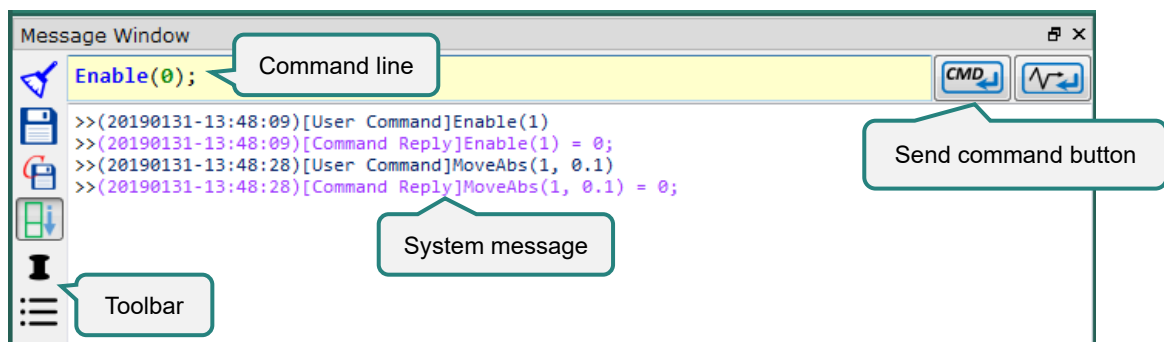 Message Window
Enable(0);
Command line
CMD
>>(20190131-13:48:09)[User Command]Enable(1)
>>(20190131-13:48:09)[Command Reply]Enable(1) = 0;
>>(20190131-13:48:28)[User Command]MoveAbs(1, 0.1)
>>(20190131-13:48:28)[Command Reply]MoveAbs(1, 0.1) = 0;
Send command button
System message
Toolbar